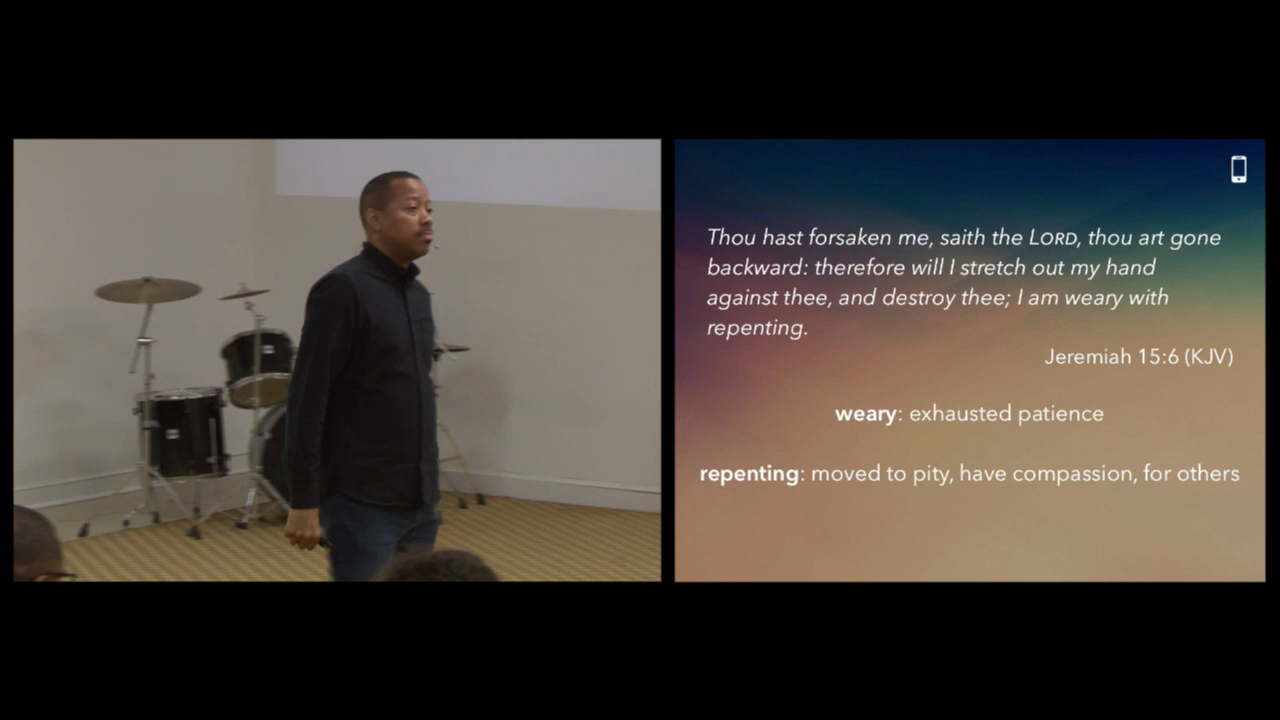 Thou hast forsaken me, saith the LORD, thou art gone
backward: therefore will I stretch out my hand
against thee, and destroy thee; I am weary with
repenting.
Jeremiah 15:6 (KJV)
weary: exhausted patience
repenting: moved to pity, have compassion, for others